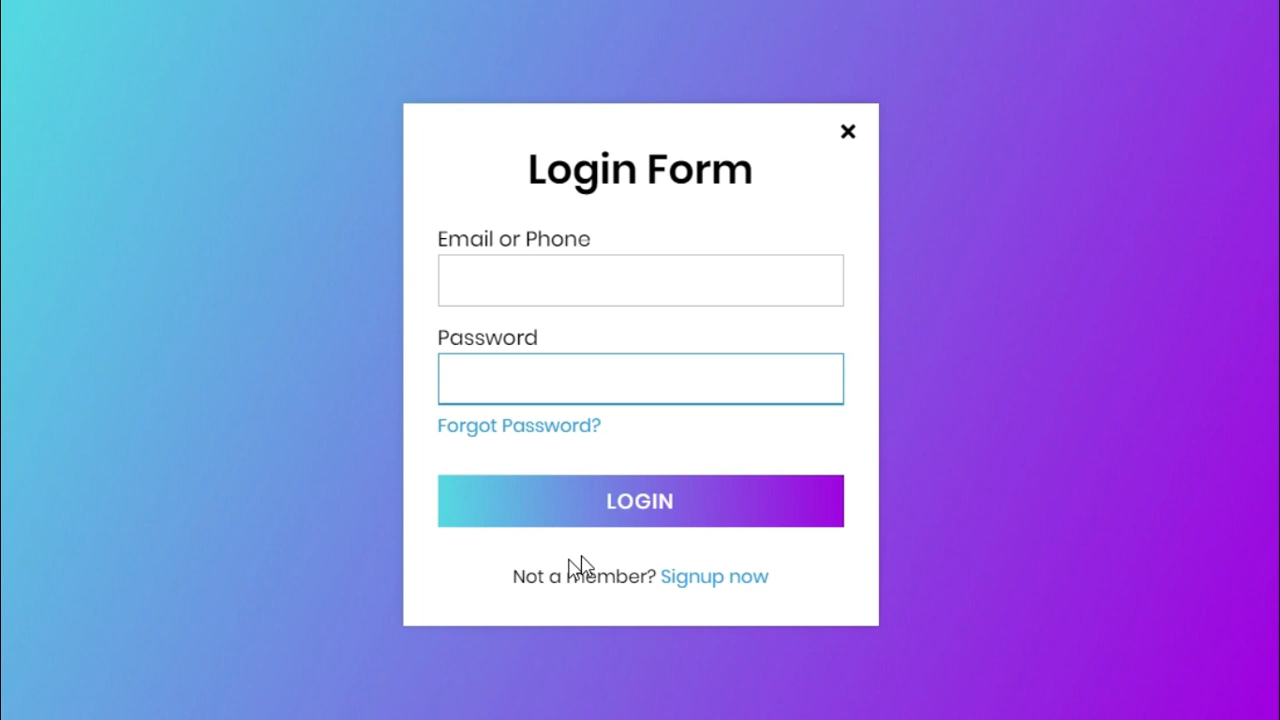 Login Form
Email or Phone
Password
Forgot Password?
LOGIN
Not a member? Signup now